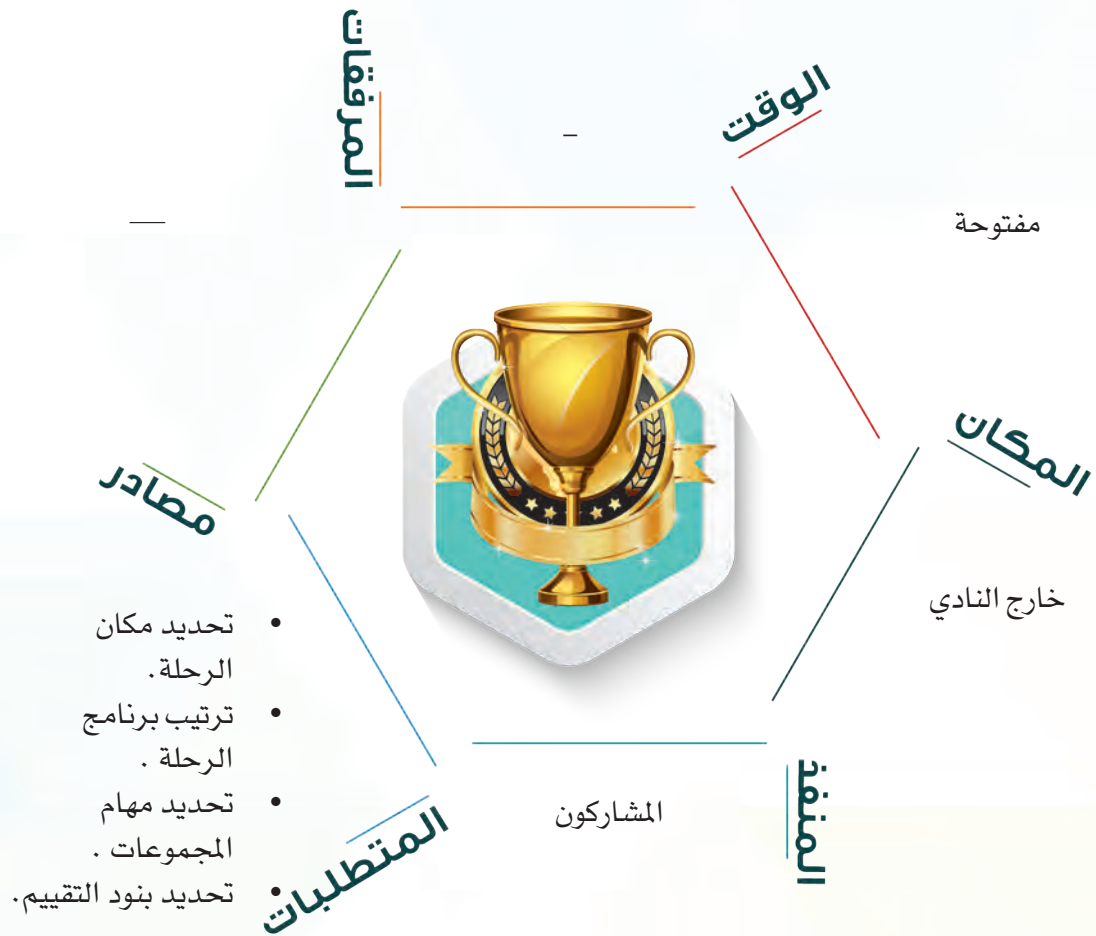 المرفقات
–
الوقت
مفتوحة
المكان
خارج النادي
المنفذ
المشاركون
المتطلبات
• تحديد مكان
الرحلة.
• ترتيب برنامج
الرحلة .
• تحديد مهام
المجموعات .
• تحديد بنود التقييم.
مصادر
—